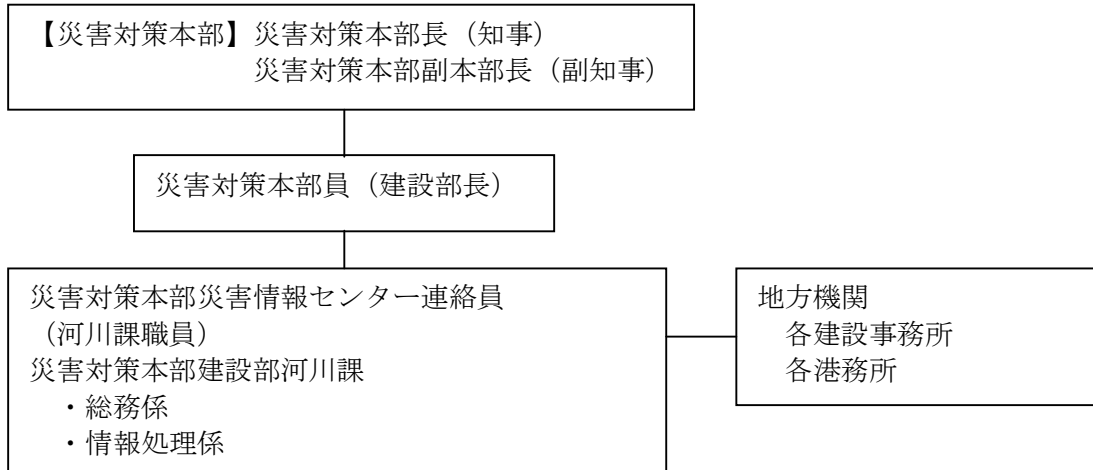 【災害対策本部】災害対策本部長（知事）
災害対策本部副本部長（副知事）
災害対策本部員（建設部長）
災害対策本部災害情報センター連絡員
（河川課職員）
災害対策本部建設部河川課
・総務係
・情報処理係
地方機関
各建設事務所
各港務所